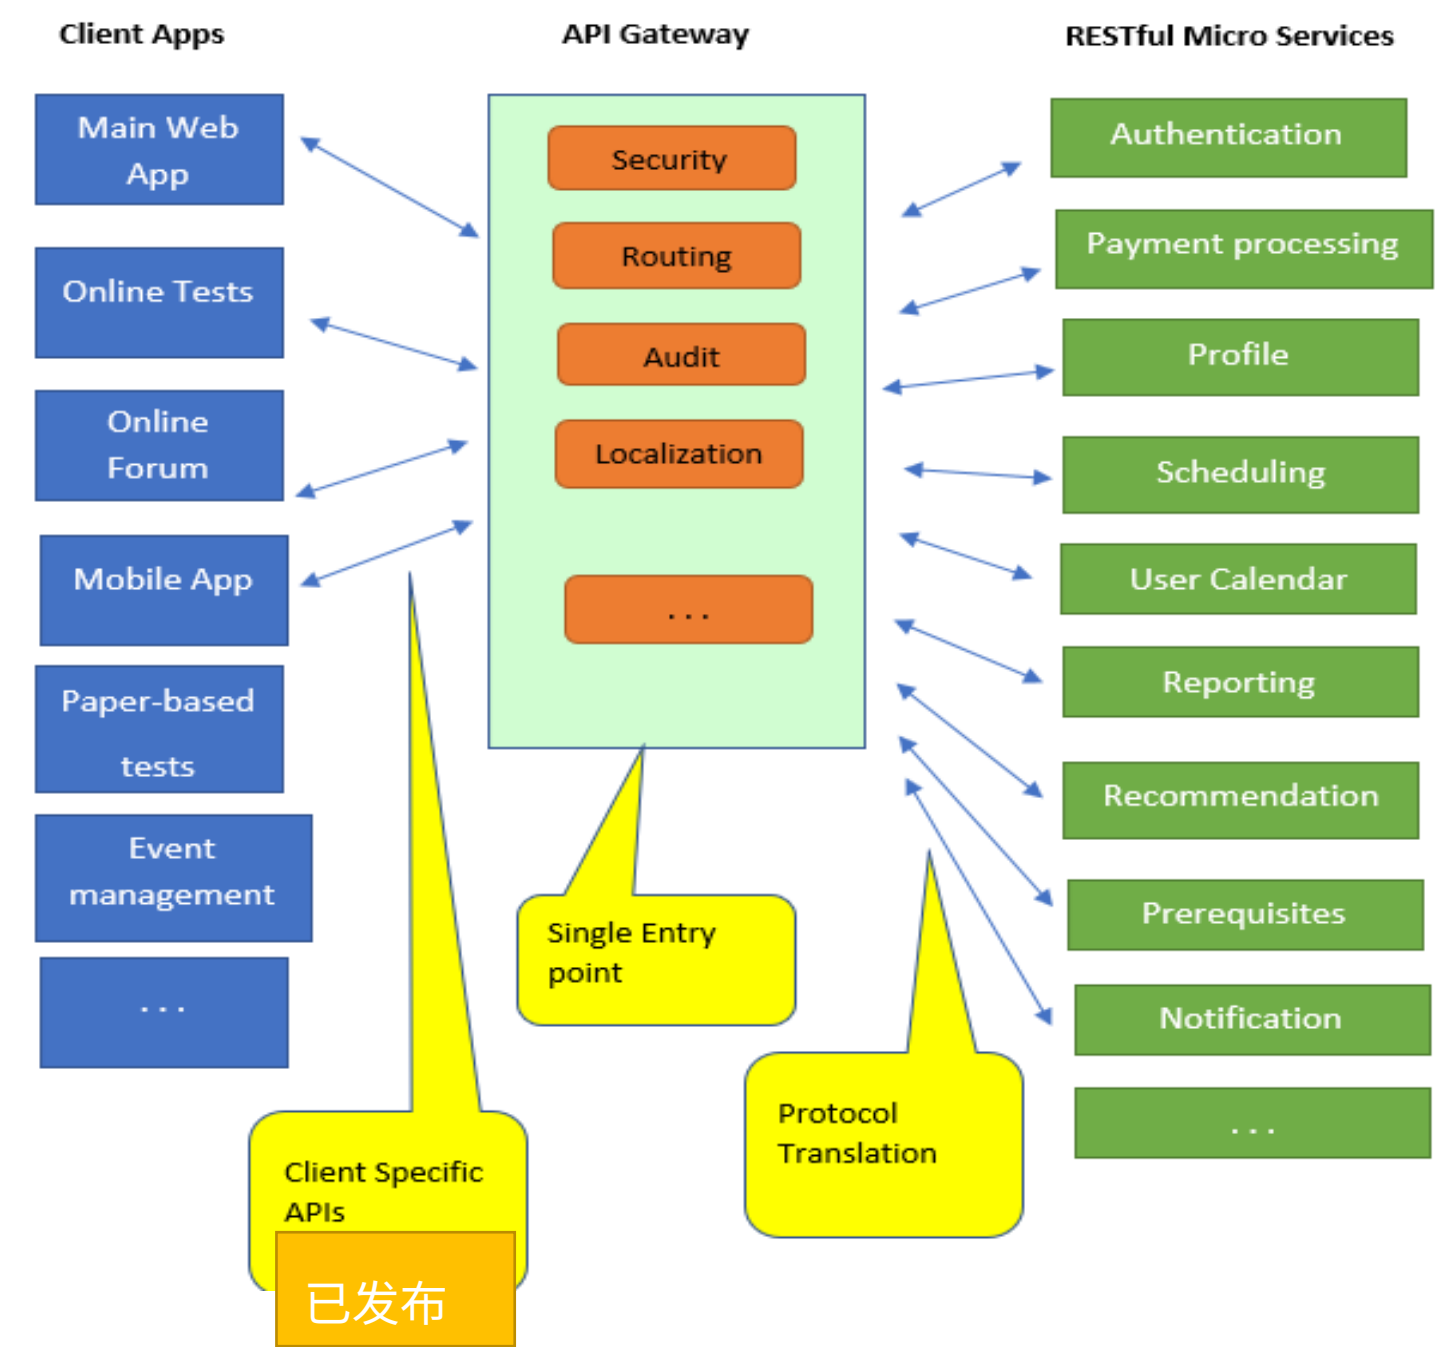 Client Apps
API Gateway
RESTful Micro Services
Main Web
App
Online Tests
Online
Forum
Mobile App
Paper-based
tests
Event
management
. . .
Security
Routing
Audit
Localization
. . .
Authentication
Payment processing
Profile
Scheduling
User Calendar
Reporting
Recommendation
Prerequisites
Notification
. . .
Single Entry
point
Protocol
Translation
Client Specific
APIs
已发布